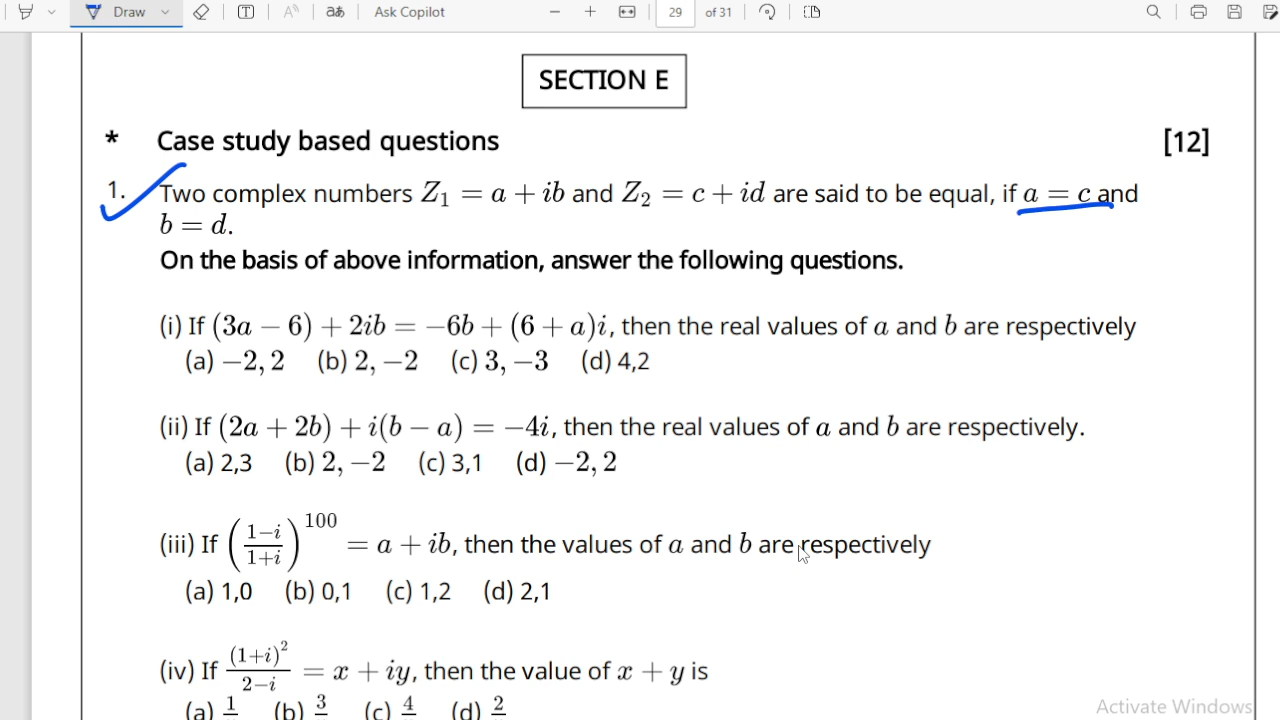 Draw
T
A
aあ
Ask Copilot
29 of 31
SECTION E
* Case study based questions [12]
1. Two complex numbers Z₁ = a + ib and Z₂ = c + id are said to be equal, if a = c and
b = d.
On the basis of above information, answer the following questions.
(i) If (3a − 6) + 2ib = −6b + (6 + a)i, then the real values of a and b are respectively
(a) −2, 2 (b) 2, −2 (c) 3, −3 (d) 4,2
(ii) If (2a + 2b) + i(b − a) = −4i, then the real values of a and b are respectively.
(a) 2,3 (b) 2, −2 (c) 3,1 (d) −2, 2
(iii) If ((1−i)/(1+i))^100 = a + ib, then the values of a and b are respectively
(a) 1,0 (b) 0,1 (c) 1,2 (d) 2,1
(iv) If (1+i)²/(2−i) = x + iy, then the value of x + y is
(a) 1 (b) 3 (c) 4 (d) 2
Activate Windows